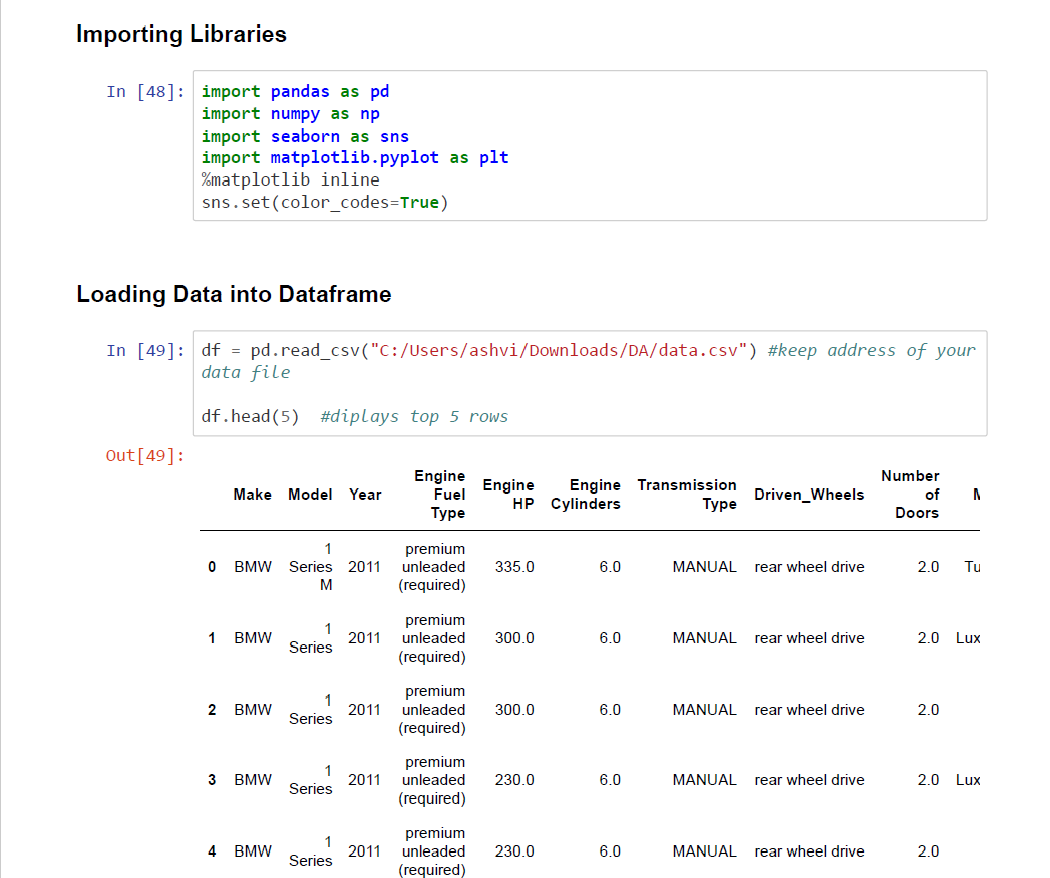 Importing Libraries
In [48]: import pandas as pd
import numpy as np
import seaborn as sns
import matplotlib.pyplot as plt
%matplotlib inline
sns.set(color_codes=True)
Loading Data into Dataframe
In [49]: df = pd.read_csv("C:/Users/ashvi/Downloads/DA/data.csv") #keep address of your
data file
df.head(5)  #diplays top 5 rows
Out[49]:
Make Model Year Engine Fuel Type Engine HP Engine Cylinders Transmission Type Driven_Wheels Number of Doors M
0 BMW 1 Series M 2011 premium unleaded (required) 335.0 6.0 MANUAL rear wheel drive 2.0 Tu
1 BMW 1 Series 2011 premium unleaded (required) 300.0 6.0 MANUAL rear wheel drive 2.0 Lux
2 BMW 1 Series 2011 premium unleaded (required) 300.0 6.0 MANUAL rear wheel drive 2.0
3 BMW 1 Series 2011 premium unleaded (required) 230.0 6.0 MANUAL rear wheel drive 2.0 Lux
4 BMW 1 Series 2011 premium unleaded (required) 230.0 6.0 MANUAL rear wheel drive 2.0